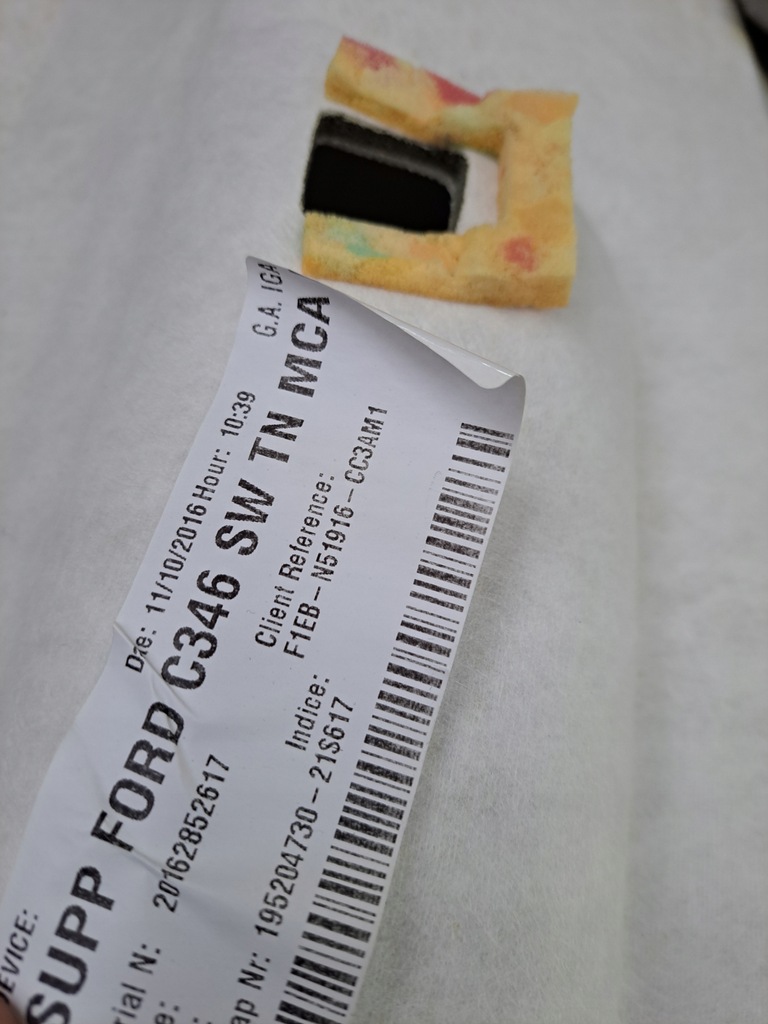 G.A. IGA
Date: 11/10/2016 Hour: 10:39
EVICE:
SUPP FORD C346 SW TN MCA
rial N: 20162852617
Client Reference:
F1EB-N51916-CC3AM1
Indice:
ap Nr: 195204730-21S617